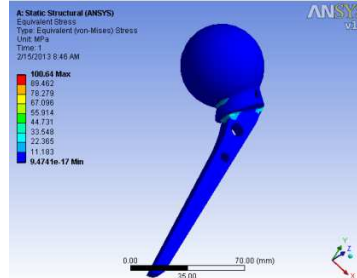 A: Static Structural (ANSYS)
Equivalent Stress
Type: Equivalent (von-Mises) Stress
Unit: MPa
Time: 1
2/15/2013 8:46 AM
100.64 Max
89.462
78.279
67.096
55.914
44.731
33.548
22.365
11.183
9.4741e-17 Min
ANSYS
v1
0.00
70.00 (mm)
35.00
Y
Z
X